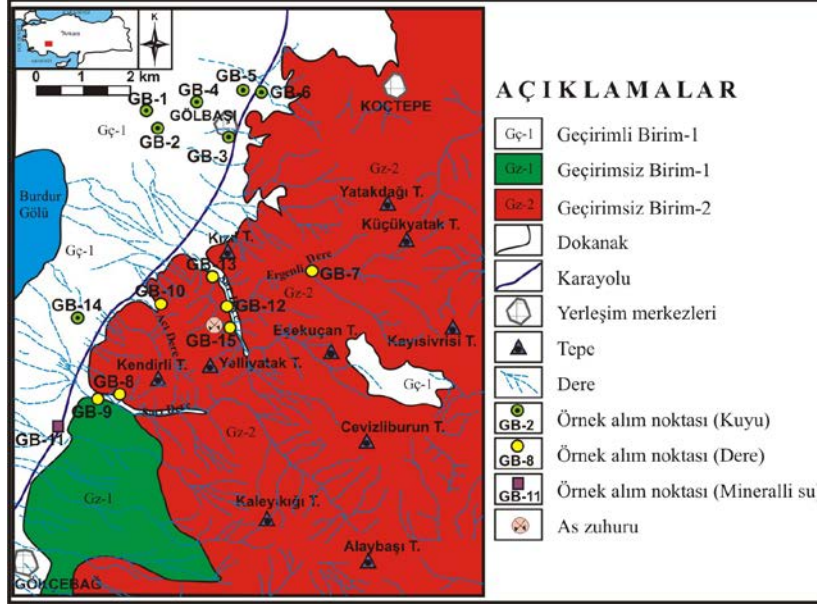 K
0 1 2 km
GB-5
GB-4
GB-6
GB-1
GÖLBAŞI
KOÇTEPE
Gç-1
GB-2
GB-3
Gz-2
Burdur
Gölü
Yatakdağı T.
Küçükyatak T.
Gç-1
Kızıl T.
GB-13
Ergenli Dere
GB-7
GB-10
Gz-2
GB-14
GB-12
Acı Dere
GB-15
Esekuçan T.
Kayısivrisi T.
Kendirli T.
Yelliyatak T.
GB-8
Gç-1
GB-9
Dere
GB-11
Gz-2
Cevizliburun T.
Gz-1
Kaleyıkığı T.
Alaybaşı T.
GÖKÇEBAĞ
AÇIKLAMALAR
Gç-1 Geçirimli Birim-1
Gz-1 Geçirimsiz Birim-1
Gz-2 Geçirimsiz Birim-2
Dokanak
Karayolu
Yerleşim merkezleri
Tepe
Dere
GB-2 Örnek alım noktası (Kuyu)
GB-8 Örnek alım noktası (Dere)
GB-11 Örnek alım noktası (Mineralli su
As zuhuru